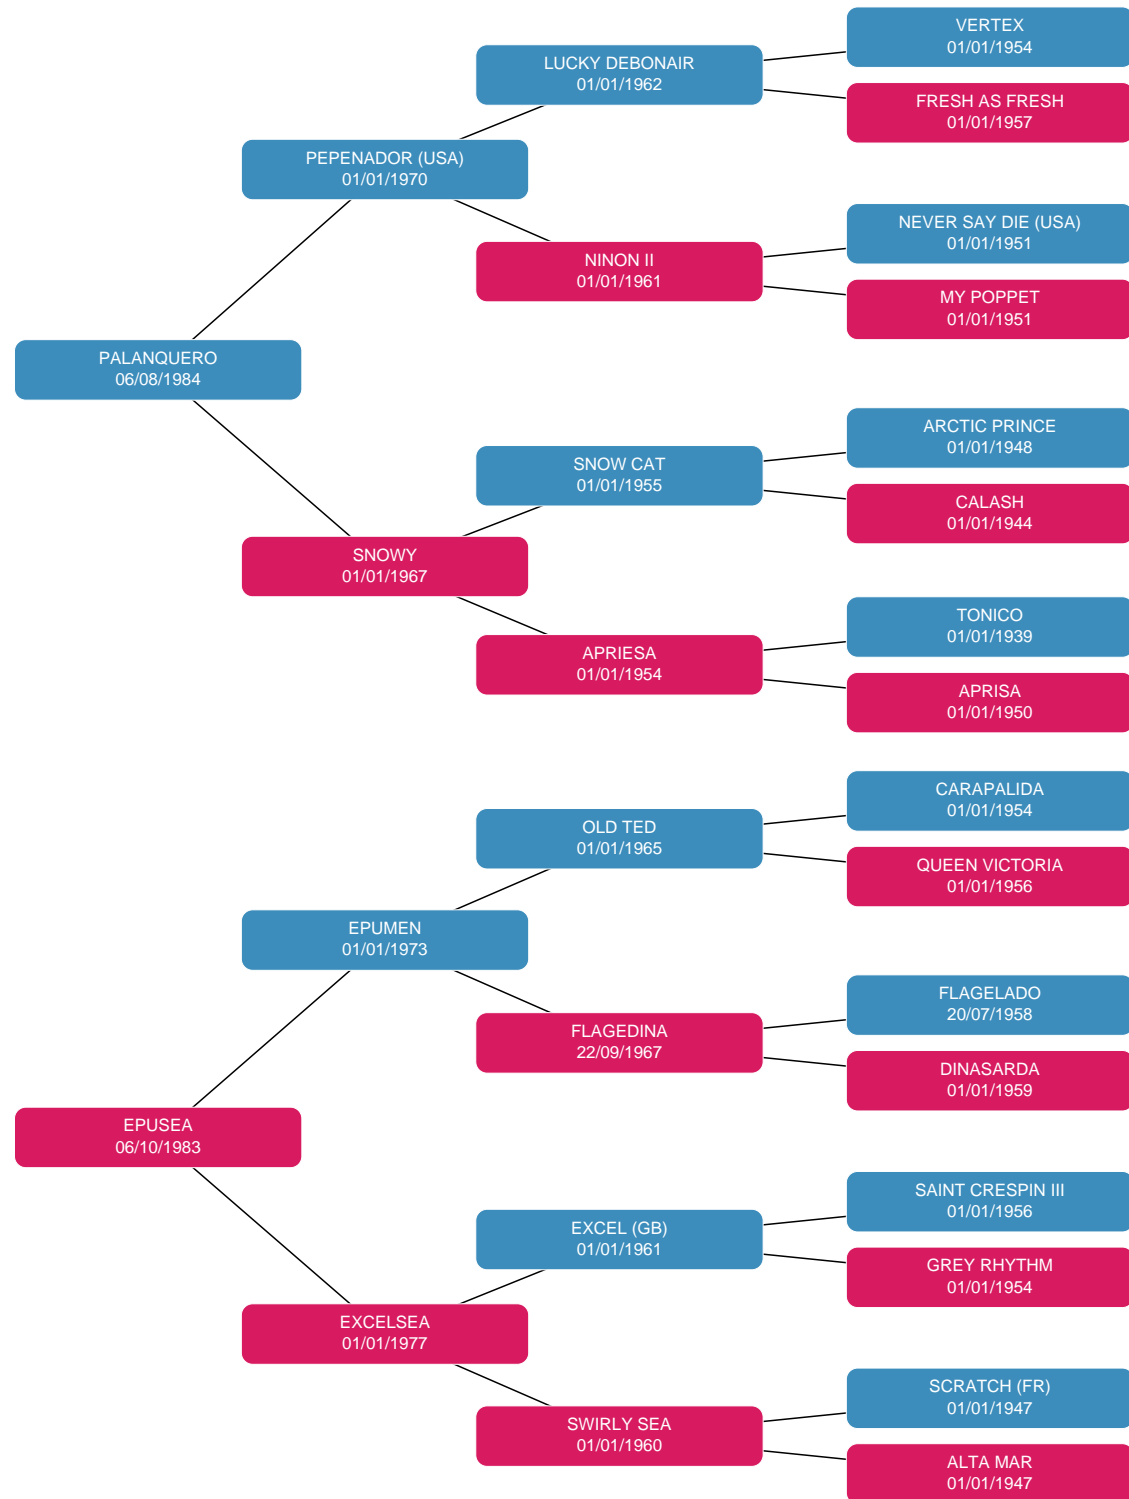 VERTEX
01/01/1954
LUCKY DEBONAIR
01/01/1962
FRESH AS FRESH
01/01/1957
PEPENADOR (USA)
01/01/1970
NEVER SAY DIE (USA)
01/01/1951
NINON II
01/01/1961
MY POPPET
01/01/1951
PALANQUERO
06/08/1984
ARCTIC PRINCE
01/01/1948
SNOW CAT
01/01/1955
CALASH
01/01/1944
SNOWY
01/01/1967
TONICO
01/01/1939
APRIESA
01/01/1954
APRISA
01/01/1950
CARAPALIDA
01/01/1954
OLD TED
01/01/1965
QUEEN VICTORIA
01/01/1956
EPUMEN
01/01/1973
FLAGELADO
20/07/1958
FLAGEDINA
22/09/1967
DINASARDA
01/01/1959
EPUSEA
06/10/1983
SAINT CRESPIN III
01/01/1956
EXCEL (GB)
01/01/1961
GREY RHYTHM
01/01/1954
EXCELSEA
01/01/1977
SCRATCH (FR)
01/01/1947
SWIRLY SEA
01/01/1960
ALTA MAR
01/01/1947